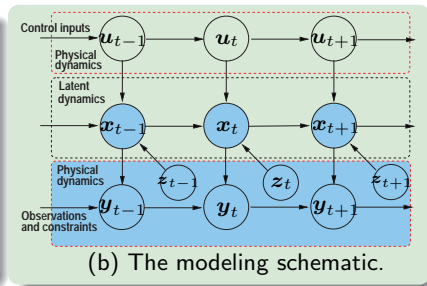 Control inputs
u_{t-1} u_t u_{t+1}
Physical
dynamics
Latent
dynamics
x_{t-1} x_t x_{t+1}
Physical
dynamics
z_{t-1} z_t z_{t+1}
y_{t-1} y_t y_{t+1}
Observations
and constraints
(b) The modeling schematic.